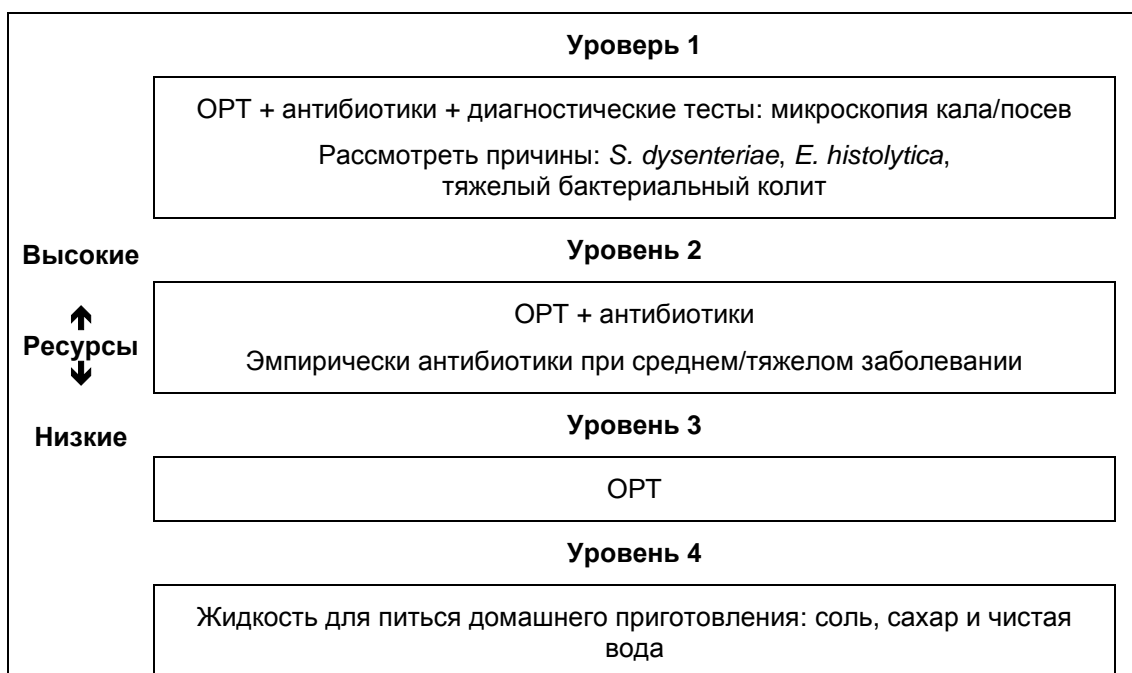 Уроверь 1
ОРТ + антибиотики + диагностические тесты: микроскопия кала/посев
Рассмотреть причины: S. dysenteriae, E. histolytica,
тяжелый бактериальный колит
Высокие
Уровень 2
ОРТ + антибиотики
Ресурсы
Эмпирически антибиотики при среднем/тяжелом заболевании
Низкие
Уровень 3
ОРТ
Уровень 4
Жидкость для питься домашнего приготовления: соль, сахар и чистая
вода